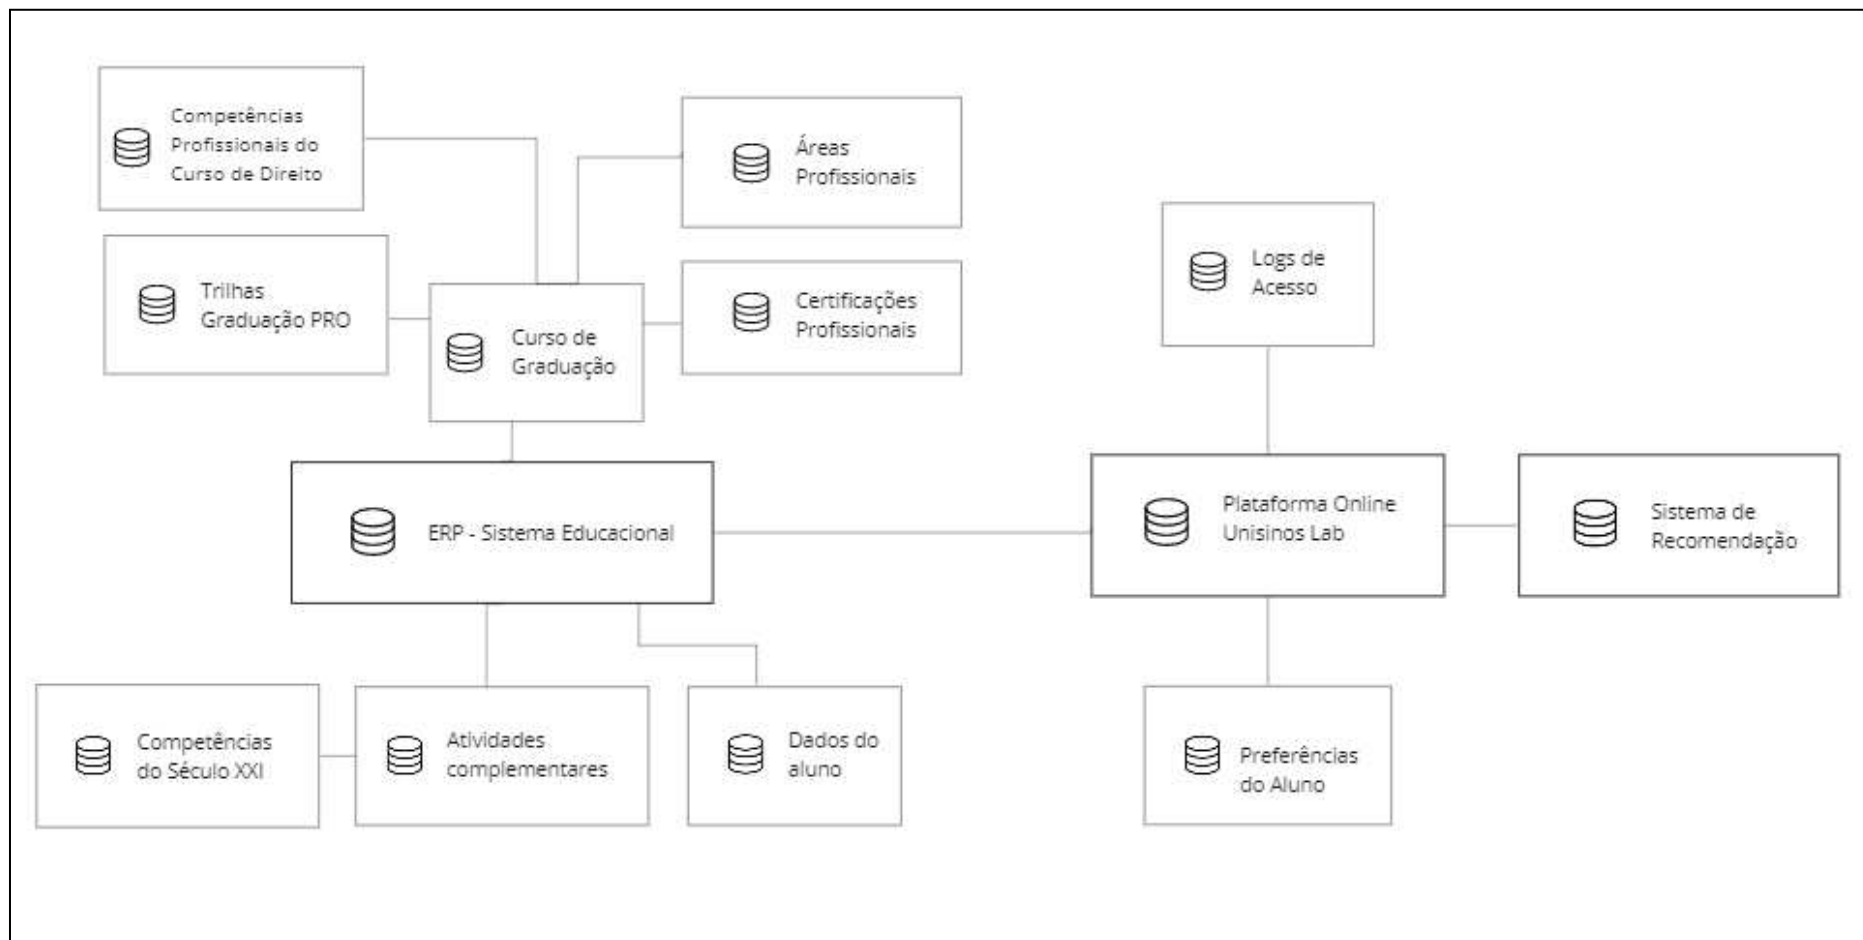 Competências
Profissionais do
Curso de Direito
Áreas
Profissionais
Trilhas
Graduação PRO
Certificações
Profissionais
Curso de
Graduação
Logs de
Acesso
ERP - Sistema Educacional
Plataforma Online
Unisinos Lab
Sistema de
Recomendação
Competências
do Século XXI
Atividades
complementares
Dados do
aluno
Preferências
do Aluno